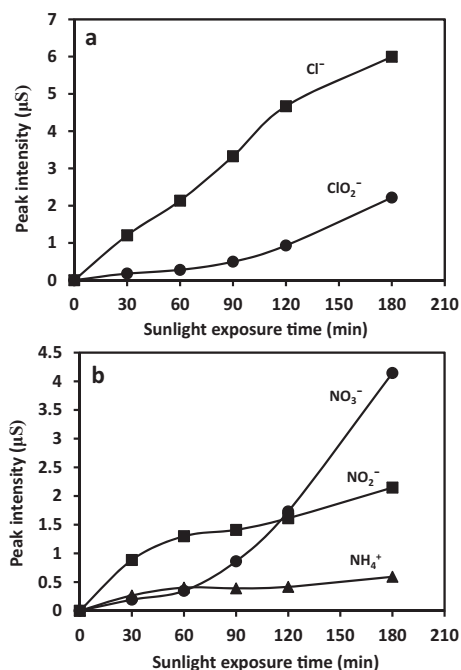 a
7
6
5
4
3
2
1
0
Peak intensity (μS)
Cl⁻
ClO₂⁻
0 30 60 90 120 150 180 210
Sunlight exposure time (min)
b
4.5
4
3.5
3
2.5
2
1.5
1
0.5
0
Peak intensity (μS)
NO₃⁻
NO₂⁻
NH₄⁺
0 30 60 90 120 150 180 210
Sunlight exposure time (min)